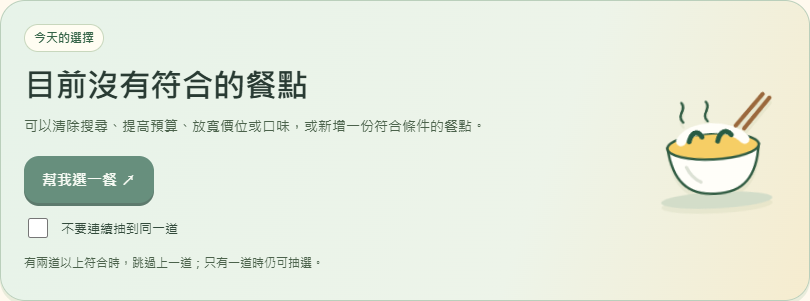 今天的選擇
目前沒有符合的餐點
可以清除搜尋、提高預算、放寬價位或口味，或新增一份符合條件的餐點。
幫我選一餐 ↗
不要連續抽到同一道
有兩道以上符合時，跳過上一道；只有一道時仍可抽選。